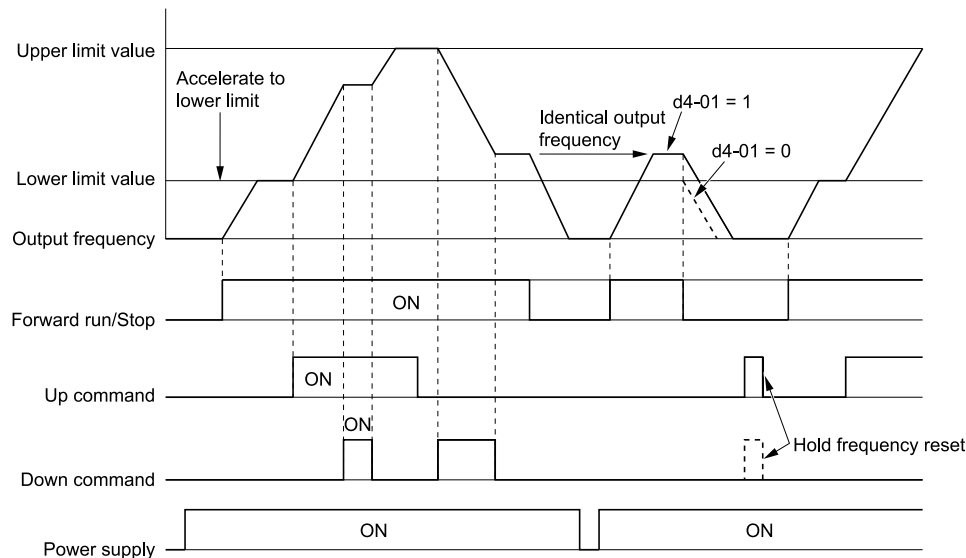 Upper limit value
Accelerate to
lower limit
Identical output
frequency
d4-01 = 1
d4-01 = 0
Lower limit value
Output frequency
ON
Forward run/Stop
ON
Up command
ON
Hold frequency reset
Down command
ON
ON
Power supply